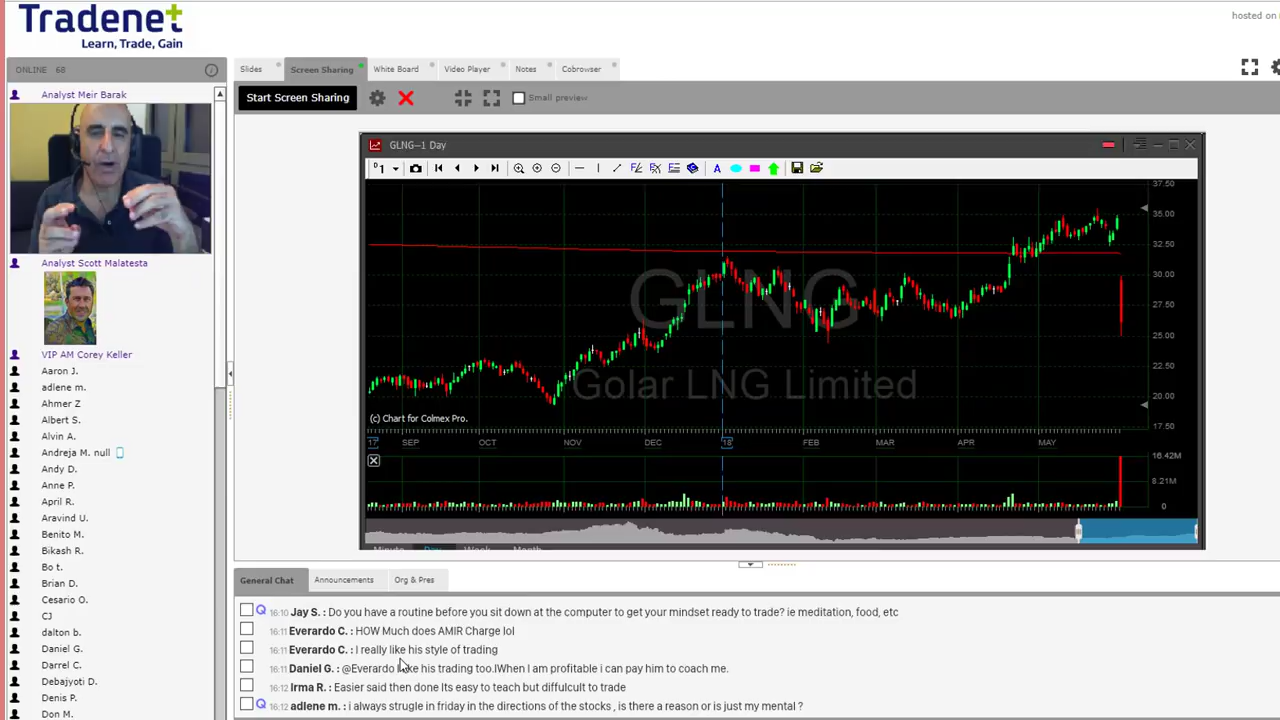 Tradenet
Learn, Trade, Gain
hosted on
ONLINE 68
Analyst Meir Barak
Analyst Scott Malatesta
VIP AM Corey Keller
Aaron J.
adlene m.
Ahmer Z
Albert S.
Alvin A.
Andreja M. null
Andy D.
Anne P.
April R.
Aravind U.
Benito M.
Bikash R.
Bo t.
Brian D.
Cesario O.
CJ
dalton b.
Daniel G.
Darrel C.
Debajyoti D.
Denis P.
Don M.
Slides Screen Sharing White Board Video Player Notes Cobrowser
Start Screen Sharing Small preview
GLNG--1 Day
D1
A
37.50
35.00
32.50
30.00
27.50
25.00
22.50
20.00
17.50
GLNG
Golar LNG Limited
(c) Chart for Colmex Pro.
17 SEP OCT NOV DEC 18 FEB MAR APR MAY
16.42M
8.21M
0
Minute Day Week Month
General Chat Announcements Org & Pres
16:10 Jay S. : Do you have a routine before you sit down at the computer to get your mindset ready to trade? ie meditation, food, etc
16:11 Everardo C. : HOW Much does AMIR Charge lol
16:11 Everardo C. : I really like his style of trading
16:11 Daniel G. : @Everardo like his trading too.IWhen I am profitable i can pay him to coach me.
16:12 Irma R. : Easier said then done Its easy to teach but diffulcult to trade
16:12 adlene m. : i always strugle in friday in the directions of the stocks , is there a reason or is just my mental ?